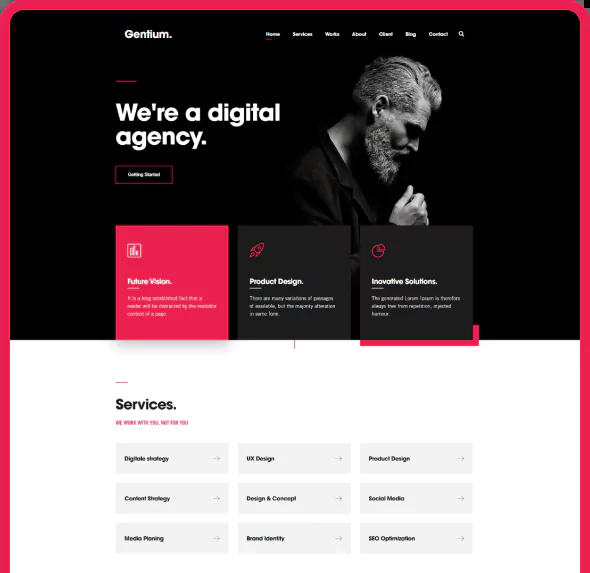 Gentium.
Home Services Works About Client Blog Contact
We're a digital
agency.
Getting Started
Future Vision.
It is a long established fact that a
reader will be distracted by the readable
content of a page.
Product Design.
There are many variations of passages
of available, but the majority alteration
in some form.
Inovative Solutions.
The generated Lorem Ipsum is therefore
always free from repetition, injected
humour.
Services.
WE WORK WITH YOU, NOT FOR YOU
Digitale strategy
UX Design
Product Design
Content Strategy
Design & Concept
Social Media
Media Planing
Brand Identity
SEO Optimization